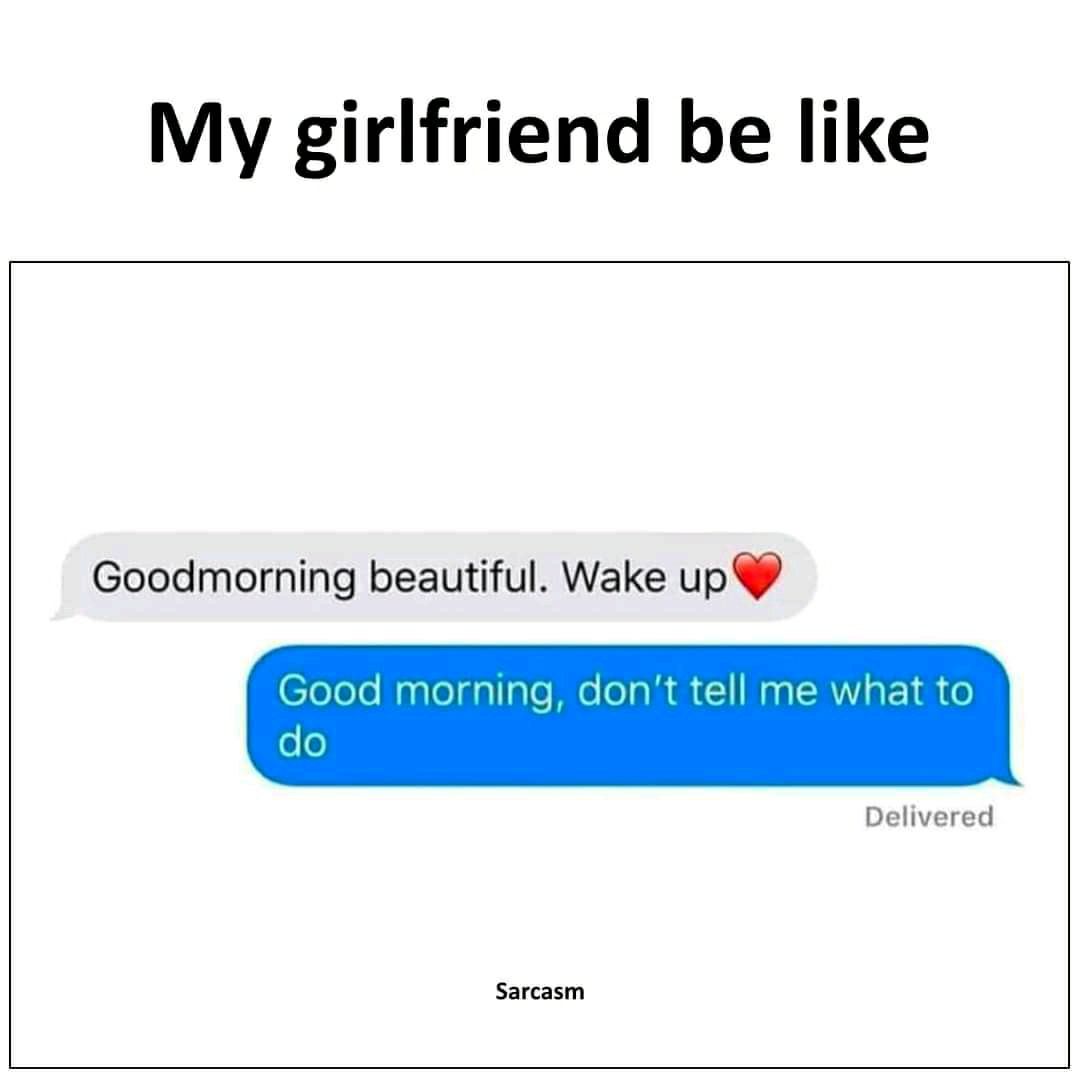 My girlfriend be like
Goodmorning beautiful. Wake up❤️
Good morning, don't tell me what to
do
Delivered
Sarcasm